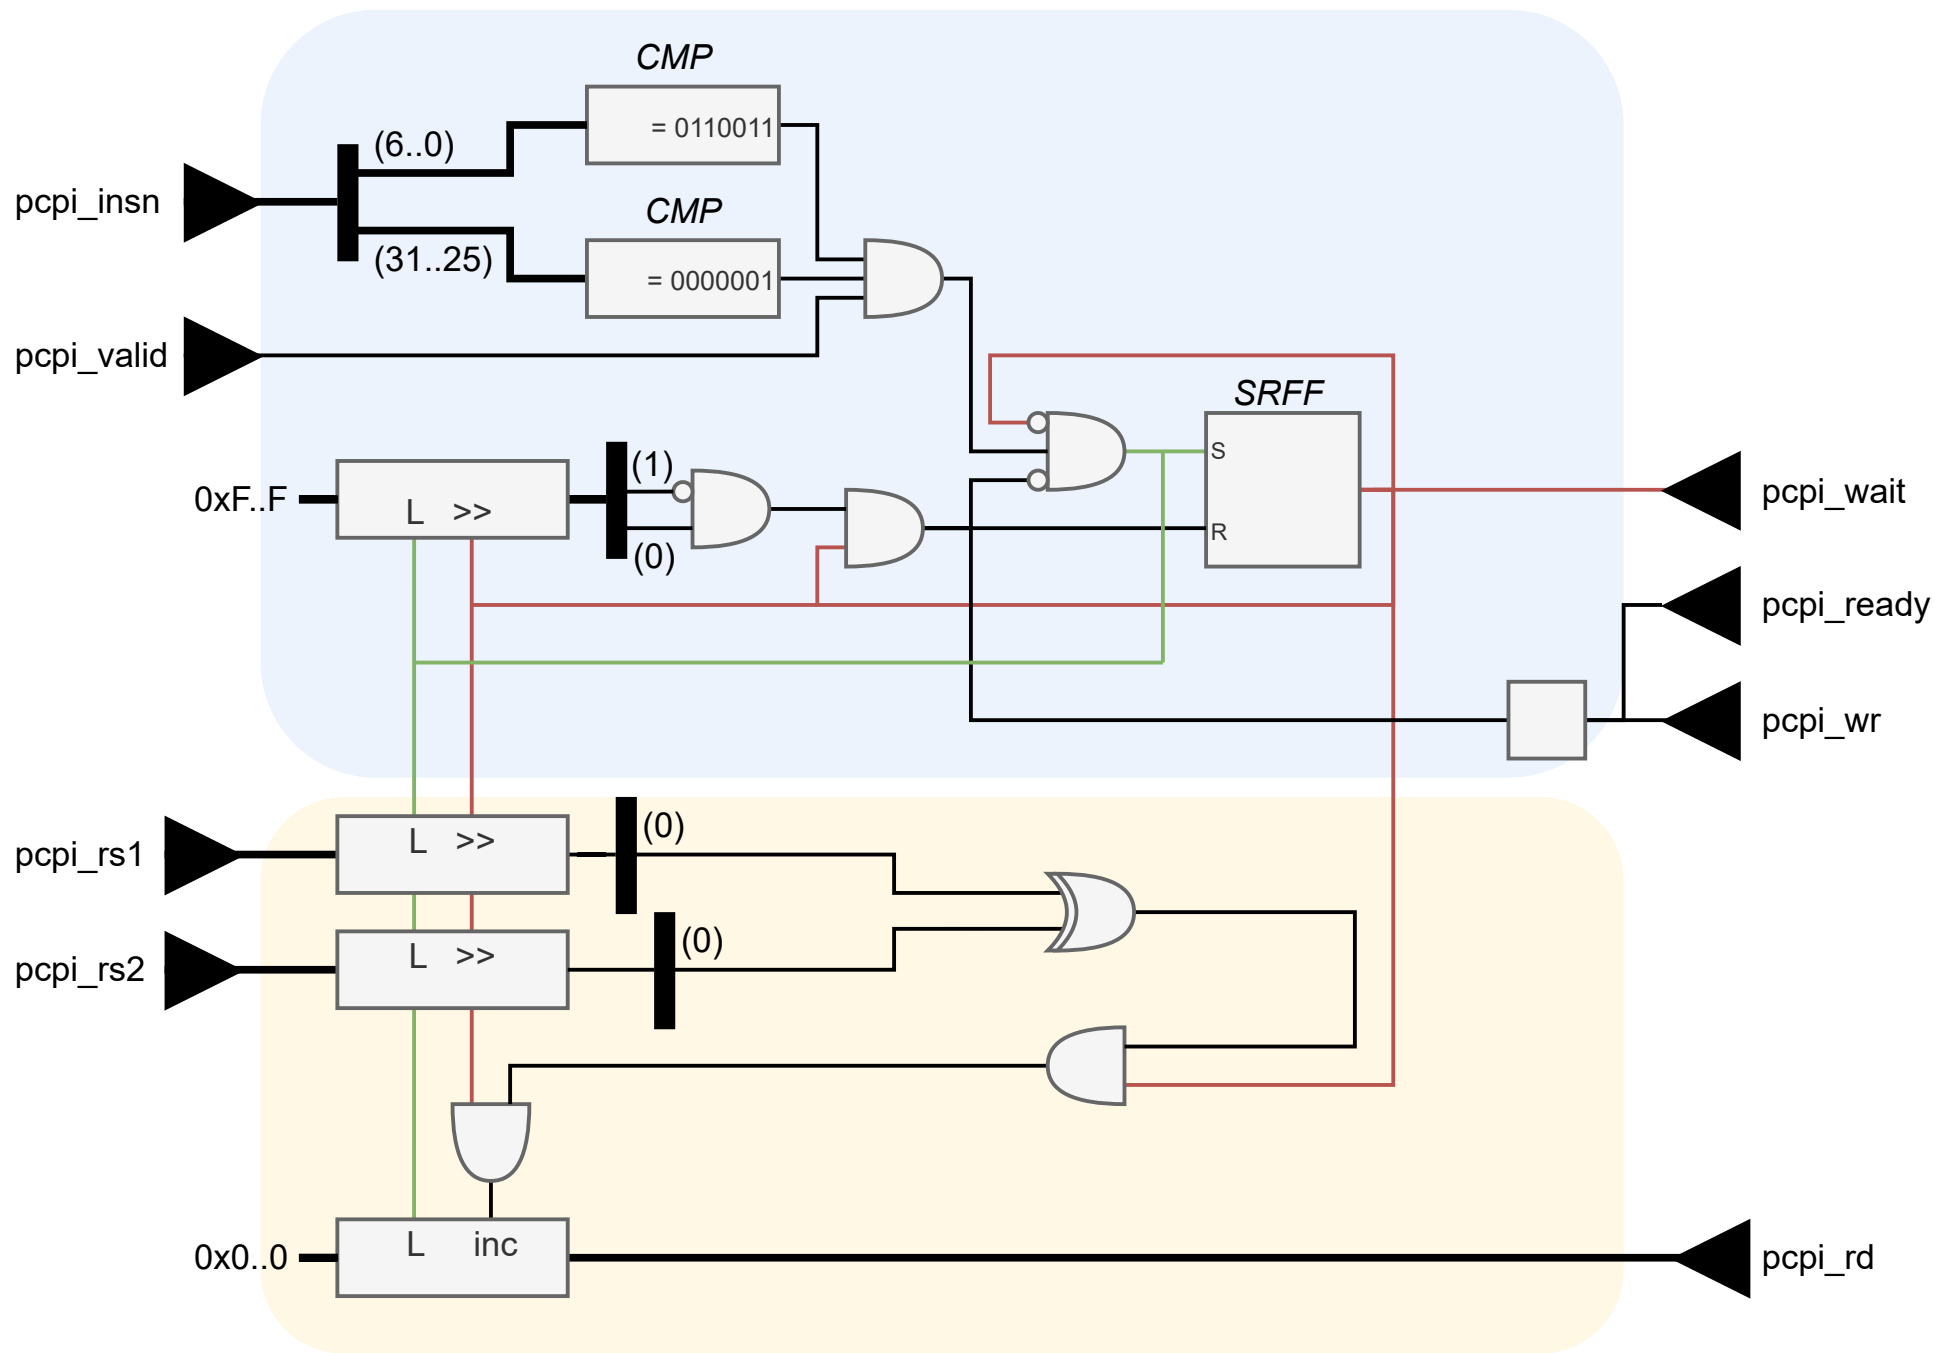 CMP
= 0110011
(6..0)
pcpi_insn
CMP
(31..25)
= 0000001
pcpi_valid
SRFF
S
(1)
0xF..F
L >>
pcpi_wait
R
(0)
pcpi_ready
pcpi_wr
(0)
L >>
pcpi_rs1
(0)
L >>
pcpi_rs2
L inc
0x0..0
pcpi_rd